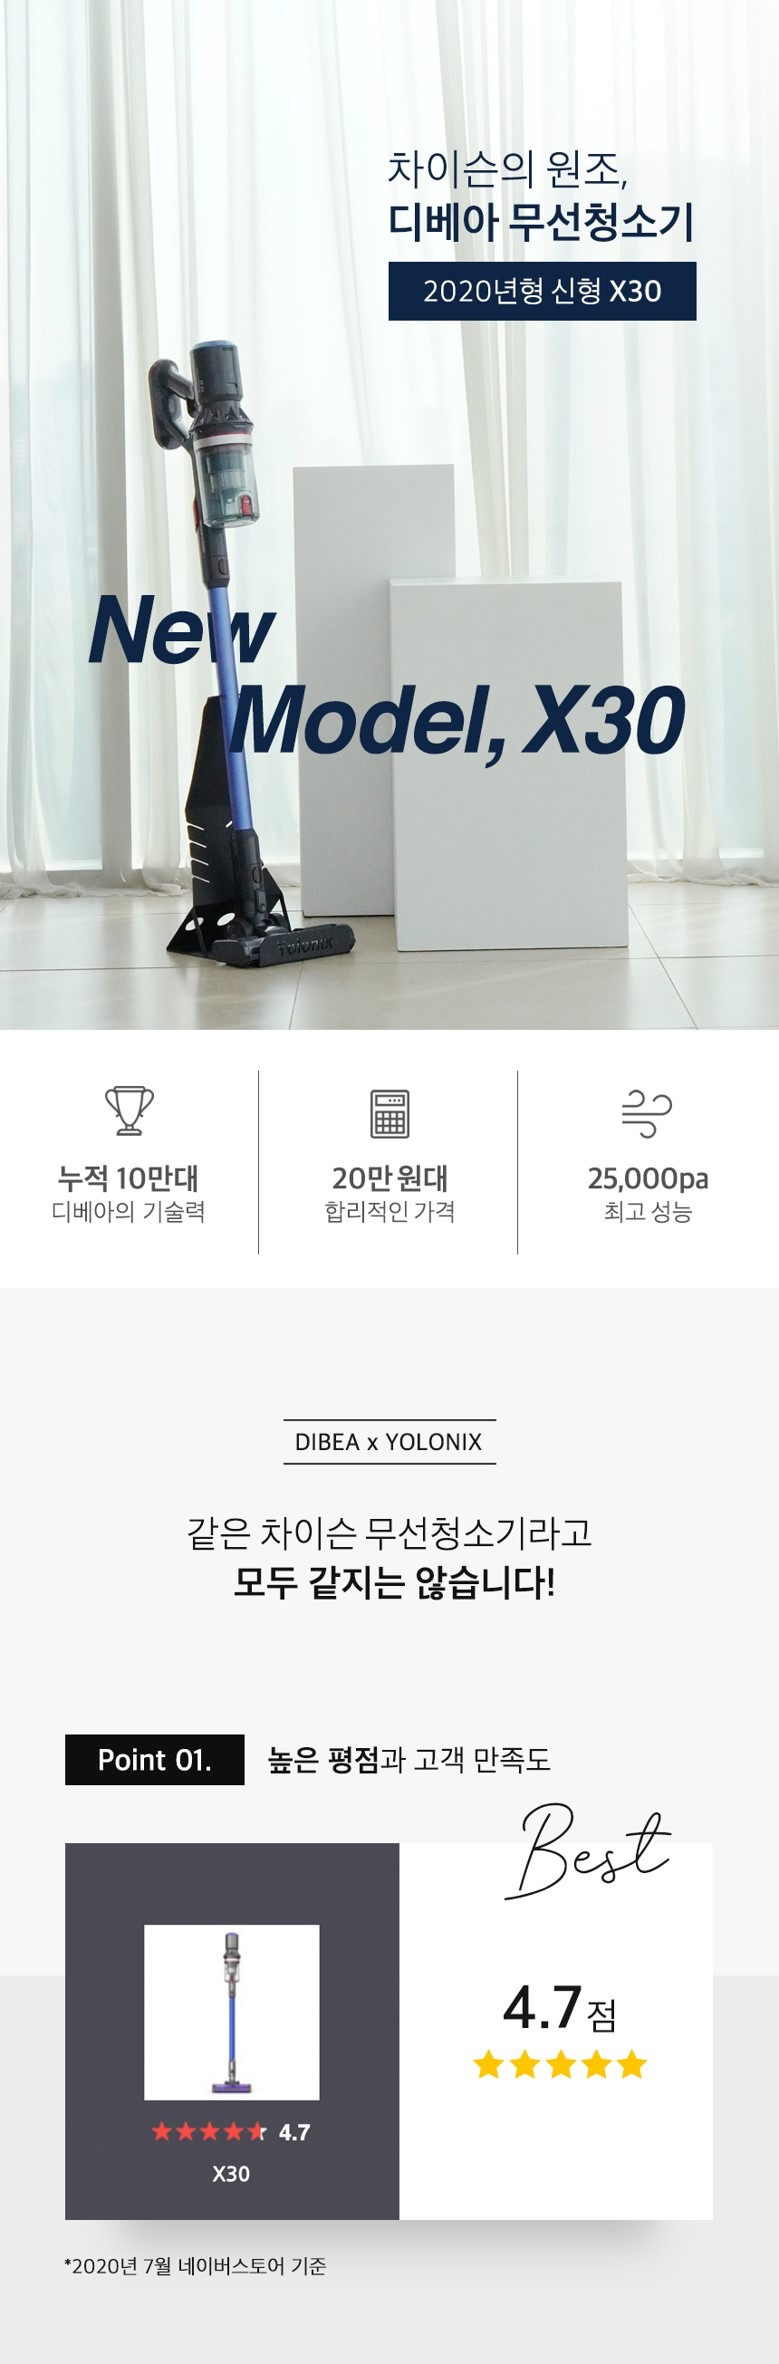 차이슨의 원조,
디베아 무선청소기
2020년형 신형 X30
New
Model, X30
Yolonix
누적 10만대
디베아의 기술력
20만 원대
합리적인 가격
25,000pa
최고 성능
DIBEA x YOLONIX
같은 차이슨 무선청소기라고
모두 같지는 않습니다!
Point 01.
높은 평점과 고객 만족도
Best
4.7점
4.7
X30
*2020년 7월 네이버스토어 기준